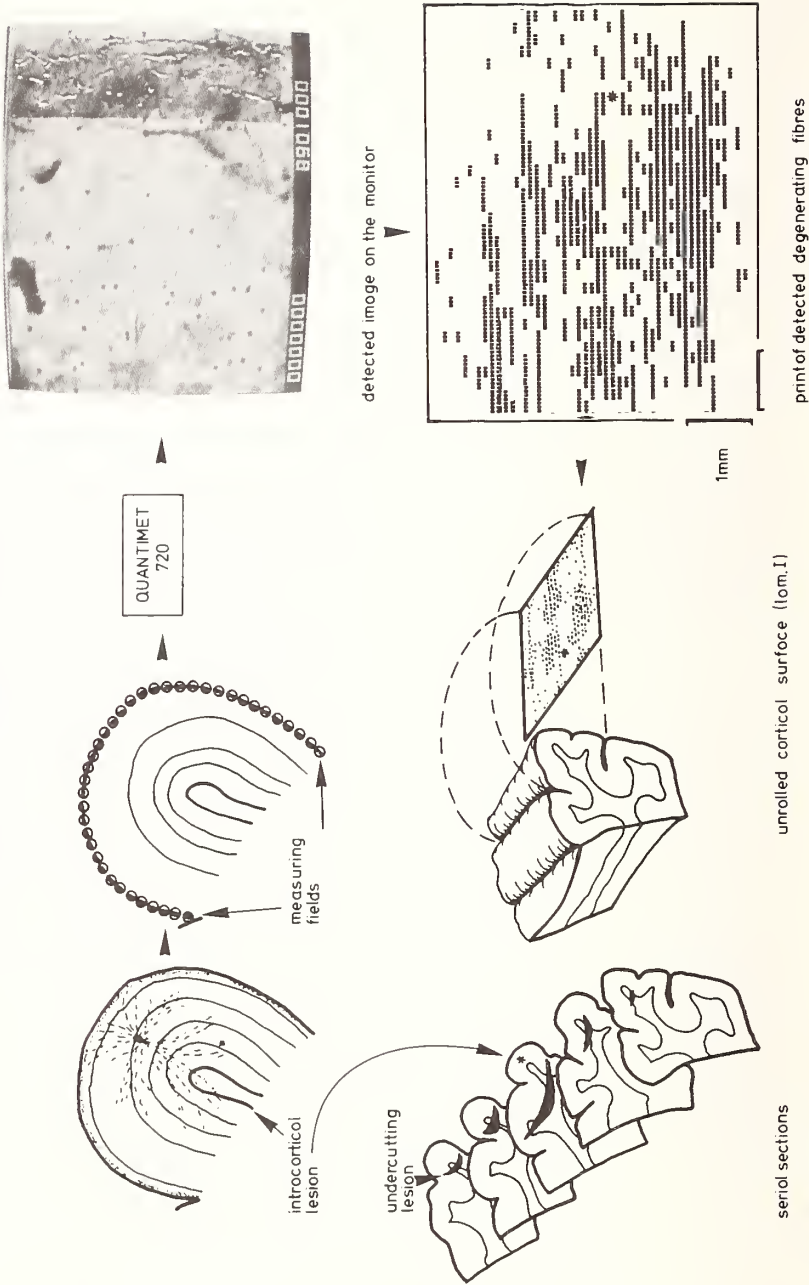 intracortical
lesion
measuring
fields
QUANTIMET
720
0000000
0001068
detected image on the monitor
undercutting
lesion
1mm
serial sections
unrolled cortical surface (lam.I)
print of detected degenerating fibres